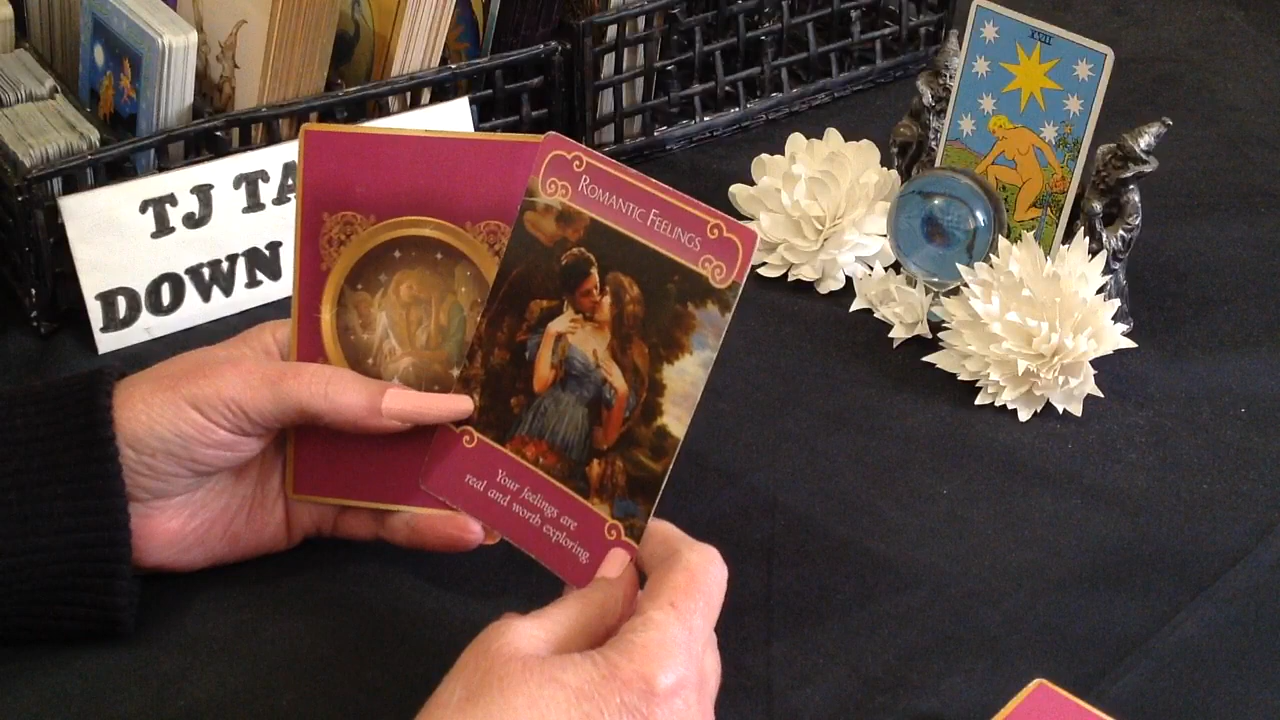 XVII
TJ TA
DOWN
ROMANTIC FEELINGS
Your feelings are
real and worth exploring.